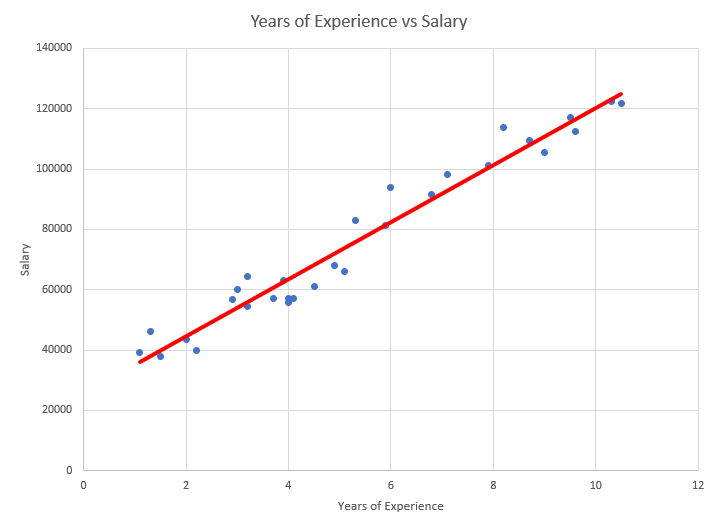 Years of Experience vs Salary
140000
120000
100000
80000
60000
40000
20000
0
Salary
0 2 4 6 8 10 12
Years of Experience